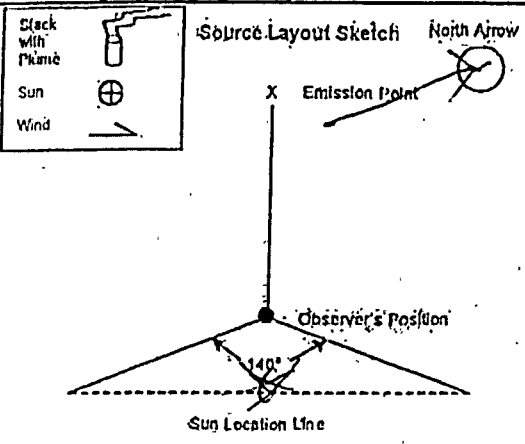 Stack
with
Plume
Sun
Wind
Source Layout Sketch
North Arrow
X Emission Point
Observer's Position
140°
Sun Location Line